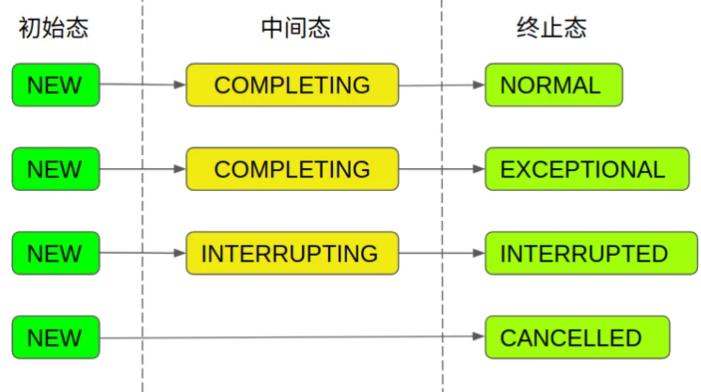 初始态 中间态 终止态
NEW COMPLETING NORMAL
NEW COMPLETING EXCEPTIONAL
NEW INTERRUPTING INTERRUPTED
NEW CANCELLED